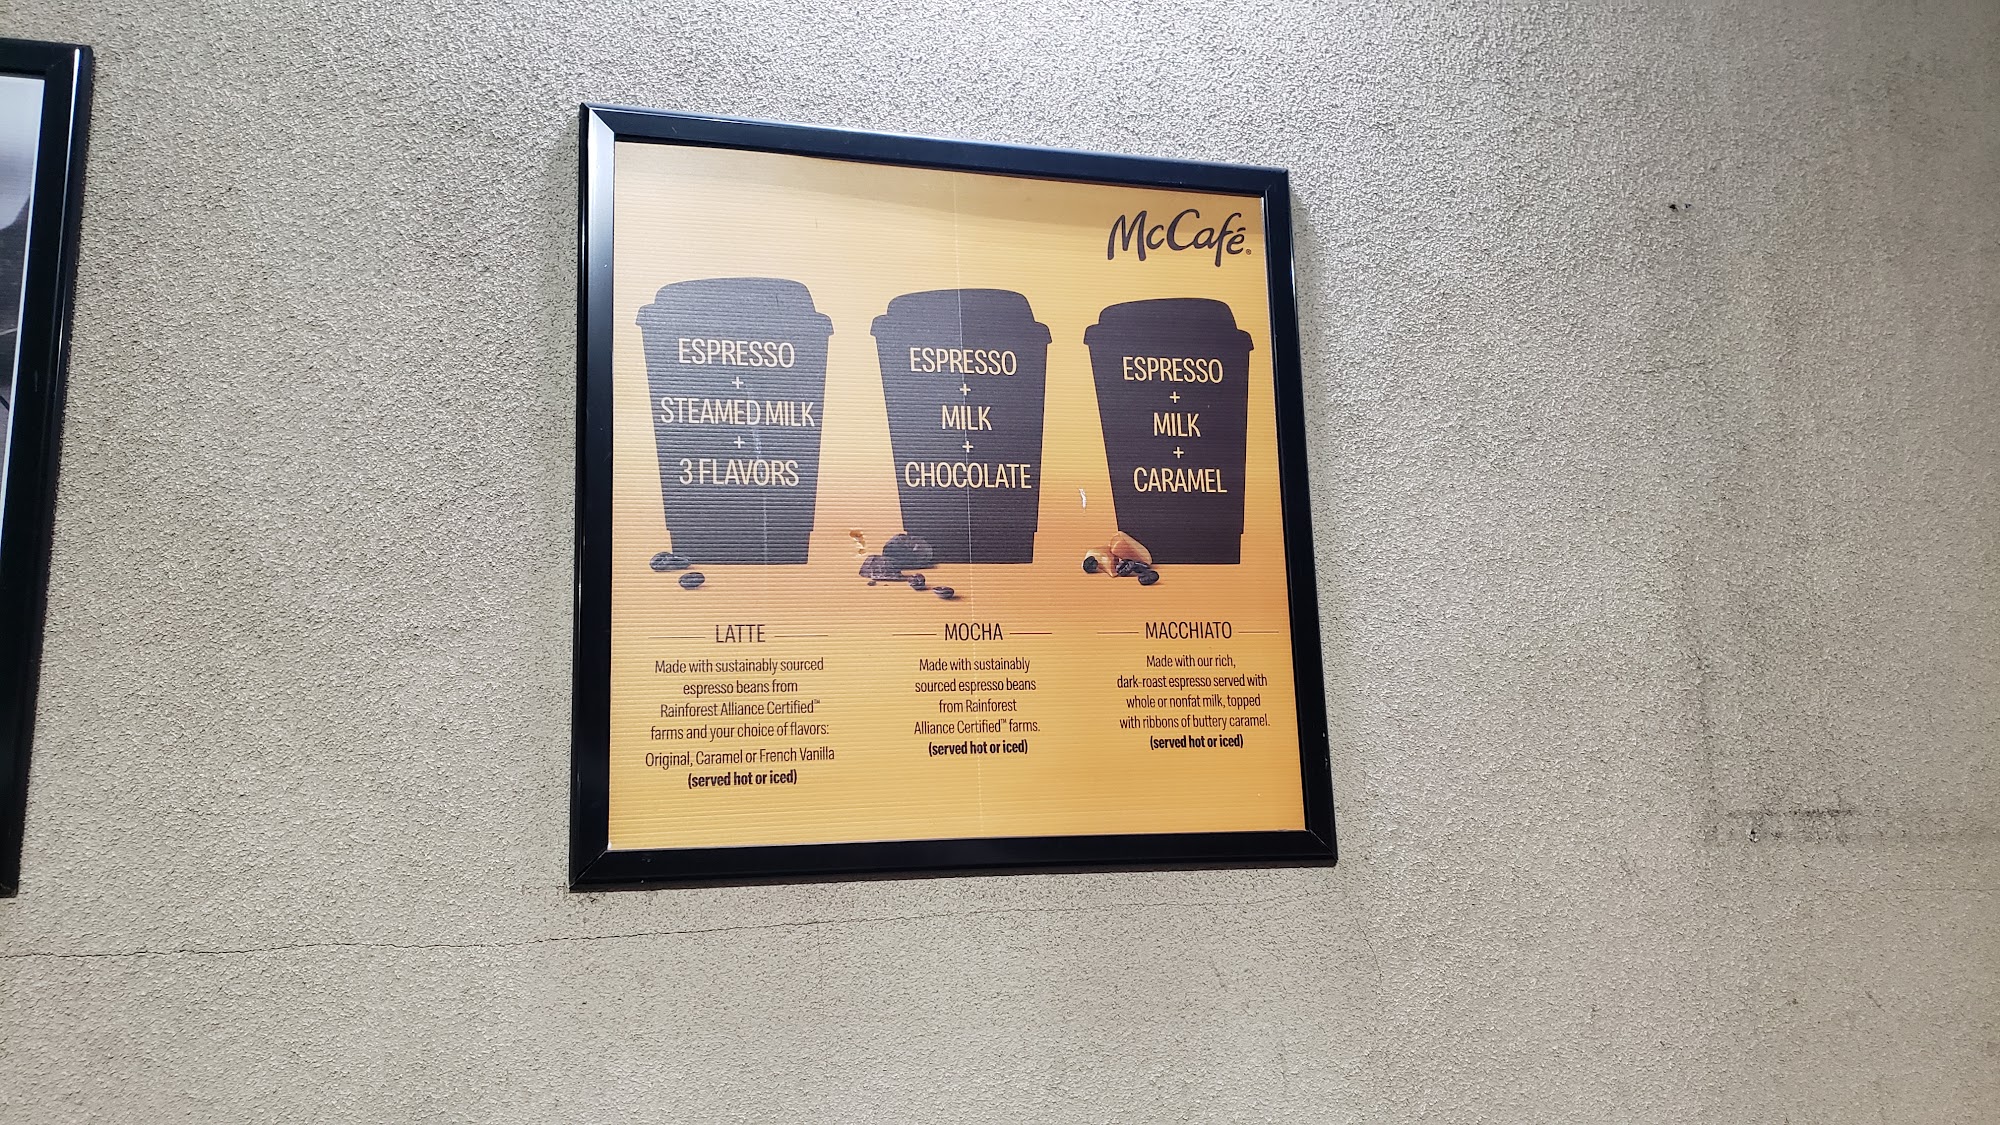 McCafé®
ESPRESSO
+
STEAMED MILK
+
3 FLAVORS
ESPRESSO
+
MILK
+
CHOCOLATE
ESPRESSO
+
MILK
+
CARAMEL
LATTE
Made with sustainably sourced
espresso beans from
Rainforest Alliance Certified™
farms and your choice of flavors:
Original, Caramel or French Vanilla
(served hot or iced)
MOCHA
Made with sustainably
sourced espresso beans
from Rainforest
Alliance Certified™ farms.
(served hot or iced)
MACCHIATO
Made with our rich,
dark-roast espresso served with
whole or nonfat milk, topped
with ribbons of buttery caramel.
(served hot or iced)